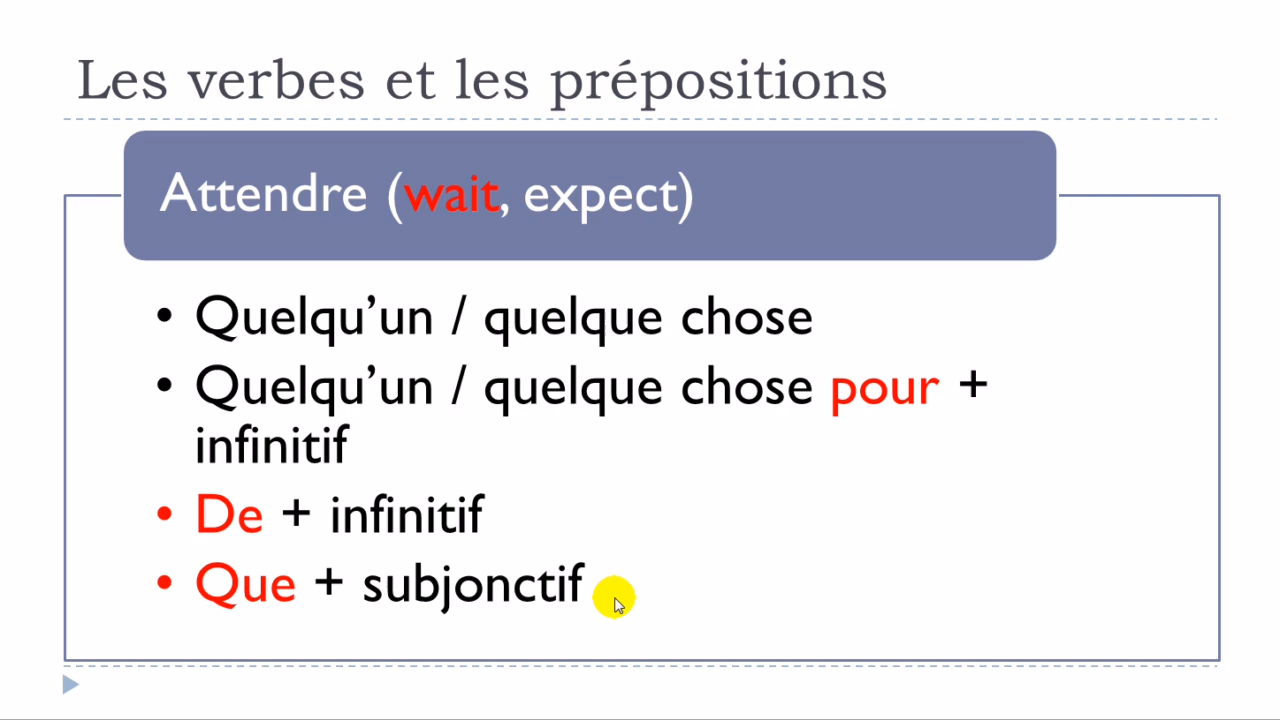 Les verbes et les prépositions
Attendre (wait, expect)
• Quelqu’un / quelque chose
• Quelqu’un / quelque chose pour +
infinitif
• De + infinitif
• Que + subjonctif